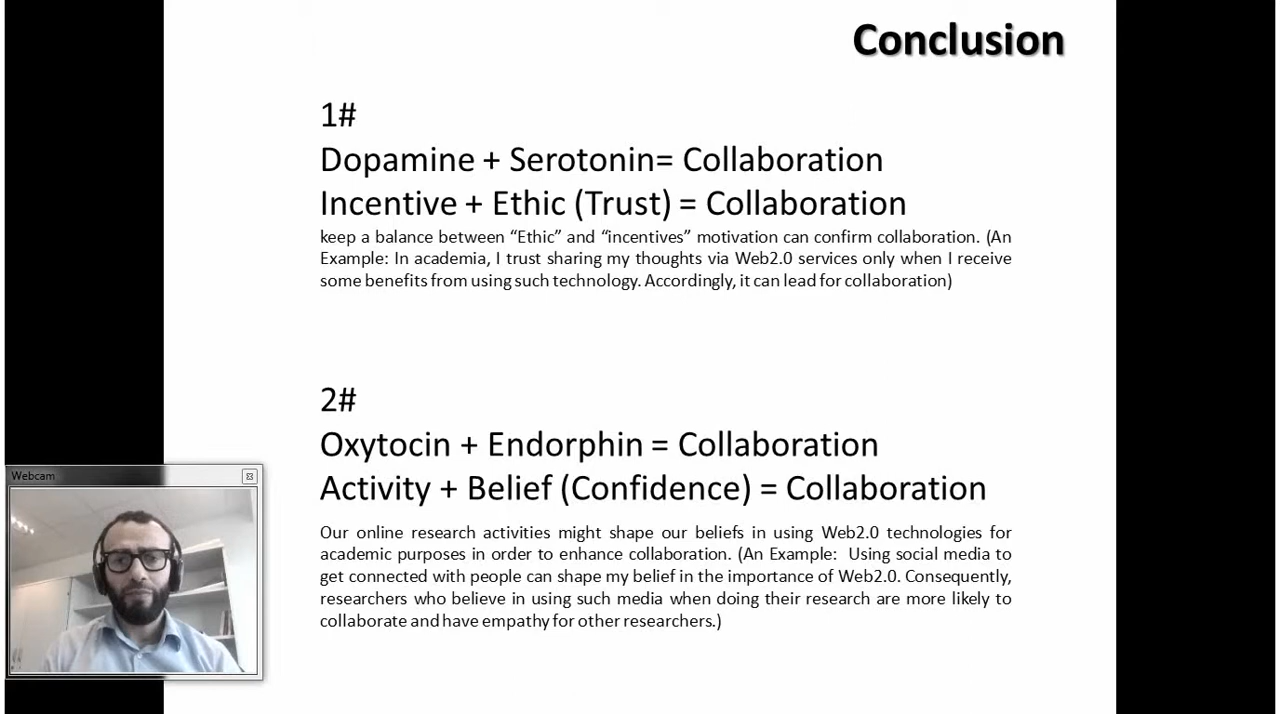 Conclusion
1#
Dopamine + Serotonin= Collaboration
Incentive + Ethic (Trust) = Collaboration
keep a balance between “Ethic” and “incentives” motivation can confirm collaboration. (An
Example: In academia, I trust sharing my thoughts via Web2.0 services only when I receive
some benefits from using such technology. Accordingly, it can lead for collaboration)
2#
Oxytocin + Endorphin = Collaboration
Activity + Belief (Confidence) = Collaboration
Our online research activities might shape our beliefs in using Web2.0 technologies for
academic purposes in order to enhance collaboration. (An Example: Using social media to
get connected with people can shape my belief in the importance of Web2.0. Consequently,
researchers who believe in using such media when doing their research are more likely to
collaborate and have empathy for other researchers.)
Webcam